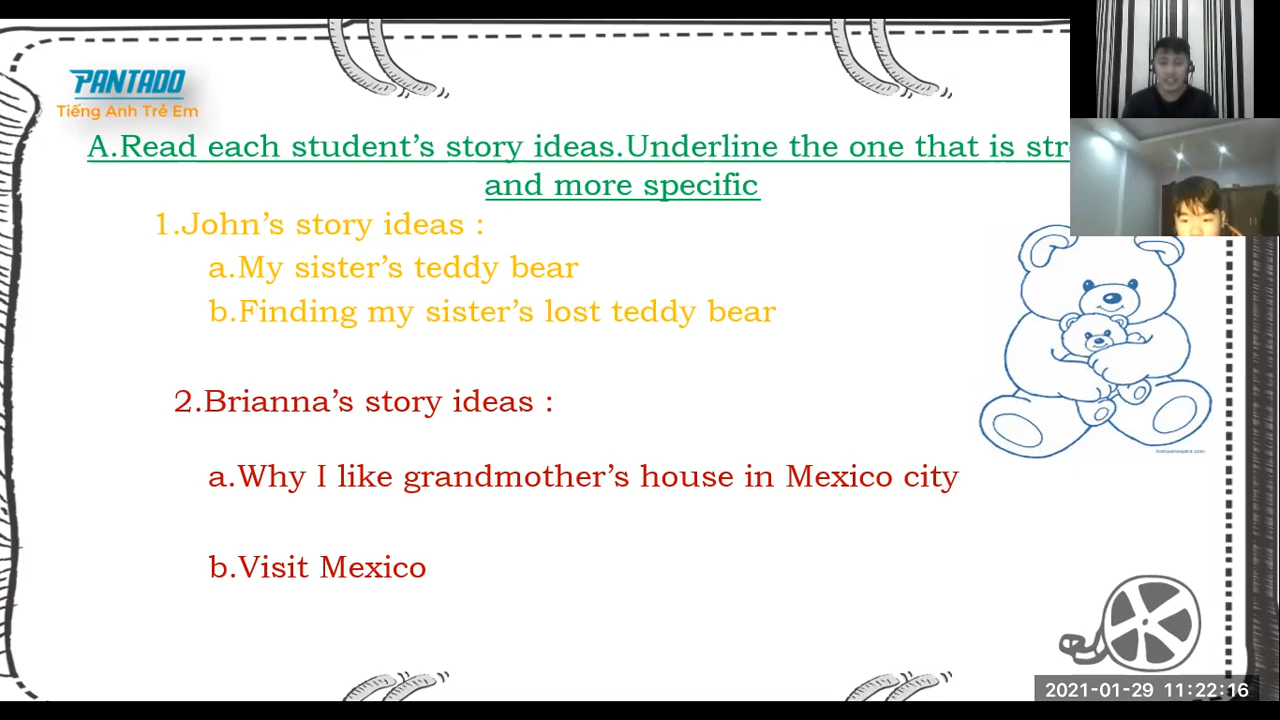 PANTADO
Tiếng Anh Trẻ Em
A.Read each student's story ideas.Underline the one that is
and more specific
1.John's story ideas :
a.My sister's teddy bear
b.Finding my sister's lost teddy bear
2.Brianna's story ideas :
a.Why I like grandmother's house in Mexico city
b.Visit Mexico
2021-01-29 11:22:16